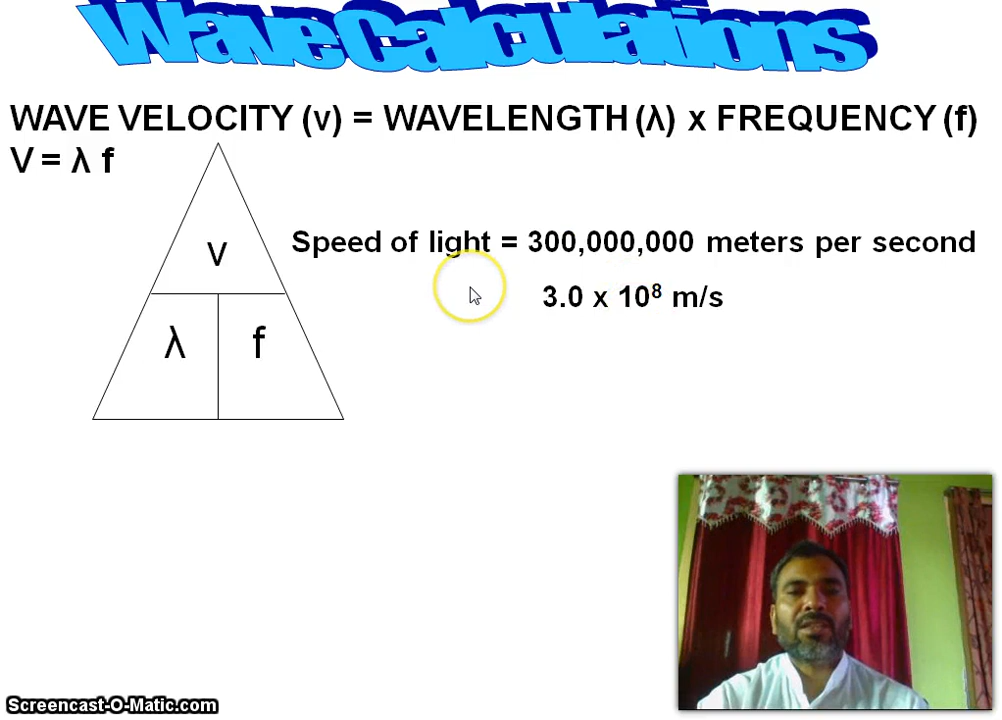 Wave Calculations
WAVE VELOCITY (v) = WAVELENGTH (λ) x FREQUENCY (f)
V = λ f
v
Speed of light = 300,000,000 meters per second
3.0 x 10⁸ m/s
λ f
Screencast-O-Matic.com